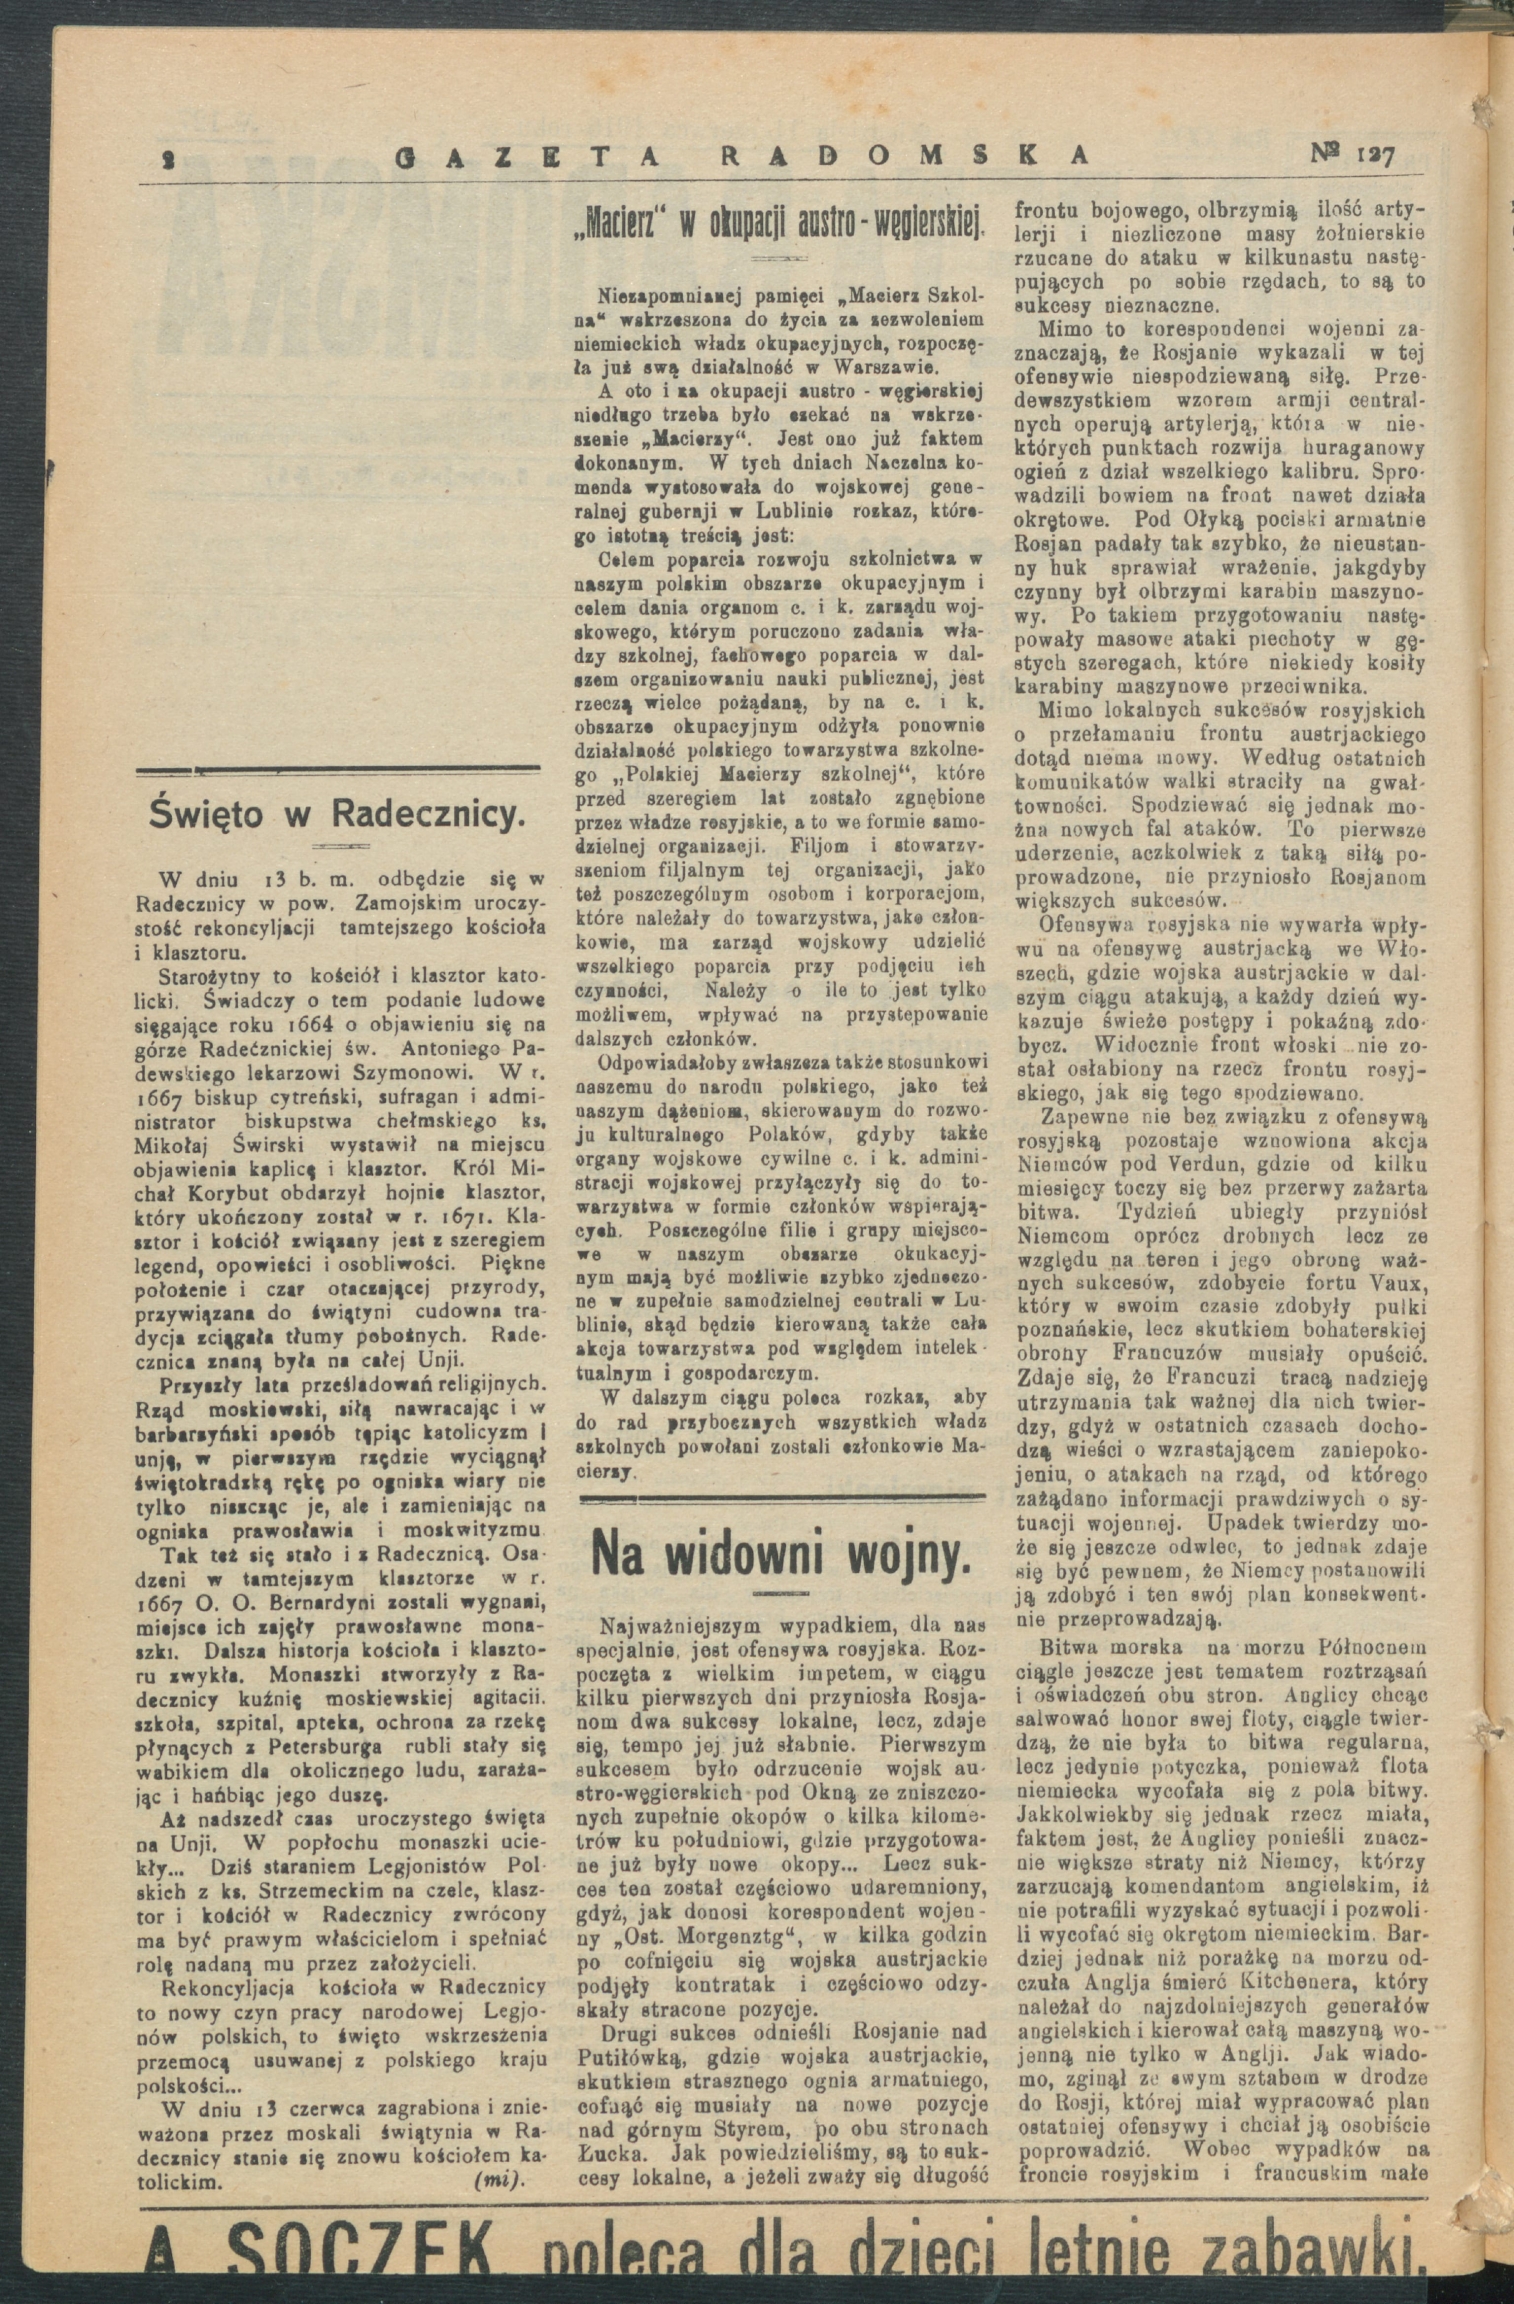 2 GAZETA RADOMSKA № 127
Święto w Radecznicy.
W dniu 13 b. m. odbędzie się w
Radecznicy w pow. Zamojskim uroczy-
stość rekoncyljacji tamtejszego kościoła
i klasztoru.
Starożytny to kościół i klasztor kato-
licki. Świadczy o tem podanie ludowe
sięgające roku 1664 o objawieniu się na
górze Radećznickiej św. Antoniego Pa-
dewskiego lekarzowi Szymonowi. W r.
1667 biskup cytreński, sufragan i admi-
nistrator biskupstwa chełmskiego ks.
Mikołaj Świrski wystawił na miejscu
objawienia kaplicę i klasztor. Król Mi-
chał Korybut obdarzył hojnie klasztor,
który ukończony został w r. 1671. Kla-
sztor i kościół związany jest z szeregiem
legend, opowieści i osobliwości. Piękne
położenie i czar otaczającej przyrody,
przywiązana do świątyni cudowna tra-
dycja zciągała tłumy pobożnych. Rade-
cznica znaną była na całej Unji.
Przyszły lata prześladowań religijnych.
Rząd moskiewski, siłą nawracając i w
barbarzyński sposób tępiąc katolicyzm i
unję, w pierwszym rzędzie wyciągnął
świętokradzką rękę po ogniska wiary nie
tylko niszcząc je, ale i zamieniając na
ogniska prawosławia i moskwityzmu
Tak też się stało i z Radecznicą. Osa-
dzeni w tamtejszym klasztorze w r.
1667 O. O. Bernardyni zostali wygnani,
miejsce ich zajęły prawosławne mona-
szki. Dalsza historja kościoła i klaszto-
ru zwykła. Monaszki stworzyły z Ra-
decznicy kuźnię moskiewskiej agitacii.
szkoła, szpital, apteka, ochrona za rzekę
płynących z Petersburga rubli stały się
wabikiem dla okolicznego ludu, zaraża-
jąc i hańbiąc jego duszę.
Aż nadszedł czas uroczystego święta
na Unji. W popłochu monaszki ucie-
kły... Dziś staraniem Legjonistów Pol-
skich z ks. Strzemeckim na czele, klasz-
tor i kościół w Radecznicy zwrócony
ma być prawym właścicielom i spełniać
rolę nadaną mu przez założycieli.
Rekoncyljacja kościoła w Radecznicy
to nowy czyn pracy narodowej Legjo-
nów polskich, to święto wskrzesżenia
przemocą usuwanej z polskiego kraju
polskości...
W dniu 13 czerwca zagrabiona i znie-
ważona przez moskali świątynia w Ra-
decznicy stanie się znowu kościołem ka-
tolickim. (mi).
„Macierz“ w okupacji austro-węgierskiej.
Niezapomnianej pamięci „Macierz Szkol-
na“ wskrzeszona do życia za zezwoleniem
niemieckich władz okupacyjnych, rozpoczę-
ła już swą działalność w Warszawie.
A oto i za okupacji austro-węgierskiej
niedługo trzeba było czekać na wskrze-
szenie „Macierzy“. Jest ono już faktem
dokonanym. W tych dniach Naczelna ko-
menda wystosowała do wojskowej gene-
ralnej gubernji w Lublinie rozkaz, które-
go istotną treścią jest:
Celem poparcia rozwoju szkolnictwa w
naszym polskim obszarze okupacyjnym i
celem dania organom c. i k. zarządu woj-
skowego, którym poruczono zadania wła-
dzy szkolnej, fachowego poparcia w dal-
szem organizowaniu nauki publicznej, jest
rzeczą wielce pożądaną, by na c. i k.
obszarze okupacyjnym odżyła ponownie
działalność polskiego towarzystwa szkolne-
go „Polskiej Macierzy szkolnej“, które
przed szeregiem lat zostało zgnębione
przez władze rosyjskie, a to we formie samo-
dzielnej organizacji. Filjom i stowarzy-
szeniom filjalnym tej organizacji, jako
też poszczególnym osobom i korporacjom,
które należały do towarzystwa, jako człon-
kowie, ma zarząd wojskowy udzielić
wszelkiego poparcia przy podjęciu ich
czynności, Należy o ile to jest tylko
możliwem, wpływać na przystępowanie
dalszych członków.
Odpowiadałoby zwłaszcza także stosunkowi
naszemu do narodu polskiego, jako też
naszym dążeniom, skierowanym do rozwo-
ju kulturalnego Polaków, gdyby także
organy wojskowe cywilne c. i k. admini-
stracji wojskowej przyłączyły się do to-
warzystwa w formie członków wspierają-
cych. Poszczególne filie i grupy miejsco-
we w naszym obszarze okukacyj-
nym mają być możliwie szybko zjednoczo-
ne w zupełnie samodzielnej centrali w Lu-
blinie, skąd będzie kierowaną także cała
akcja towarzystwa pod względem intelek-
tualnym i gospodarczym.
W dalszym ciągu poleca rozkaz, aby
do rad przybocznych wszystkich władz
szkolnych powołani zostali członkowie Ma-
cierzy.
Na widowni wojny.
Najważniejszym wypadkiem, dla nas
specjalnie, jest ofensywa rosyjska. Roz-
poczęta z wielkim impetem, w ciągu
kilku pierwszych dni przyniosła Rosja-
nom dwa sukcesy lokalne, lecz, zdaje
się, tempo jej już słabnie. Pierwszym
sukcesem było odrzucenie wojsk au-
stro-węgierskich pod Okną ze zniszczo-
nych zupełnie okopów o kilka kilome-
trów ku południowi, gdzie przygotowa-
ne już były nowe okopy... Lecz suk-
ces ten został częściowo udaremniony,
gdyż, jak donosi korespondent wojen-
ny „Ost. Morgenztg“, w kilka godzin
po cofnięciu się wojska austrjackie
podjęły kontratak i częściowo odzy-
skały stracone pozycje.
Drugi sukces odnieśli Rosjanie nad
Putiłówką, gdzie wojska austrjackie,
skutkiem strasznego ognia armatniego,
cofnąć się musiały na nowe pozycje
nad górnym Styrem, po obu stronach
Łucka. Jak powiedzieliśmy, są to suk-
cesy lokalne, a jeżeli zważy się długość
frontu bojowego, olbrzymią ilość arty-
lerji i niezliczone masy żołnierskie
rzucane do ataku w kilkunastu nastę-
pujących po sobie rzędach, to są to
sukcesy nieznaczne.
Mimo to korespondenci wojenni za-
znaczają, że Rosjanie wykazali w tej
ofensywie niespodziewaną siłę. Prze-
dewszystkiem wzorem armji central-
nych operują artylerją, która w nie-
których punktach rozwija huraganowy
ogień z dział wszelkiego kalibru. Spro-
wadzili bowiem na front nawet działa
okrętowe. Pod Ołyką pociski armatnie
Rosjan padały tak szybko, że nieustan-
ny huk sprawiał wrażenie, jakgdyby
czynny był olbrzymi karabin maszyno-
wy. Po takiem przygotowaniu nastę-
powały masowe ataki piechoty w gę-
stych szeregach, które niekiedy kosiły
karabiny maszynowe przeciwnika.
Mimo lokalnych sukcesów rosyjskich
o przełamaniu frontu austrjackiego
dotąd niema mowy. Według ostatnich
komunikatów walki straciły na gwał-
towności. Spodziewać się jednak mo-
żna nowych fal ataków. To pierwsze
uderzenie, aczkolwiek z taką siłą po-
prowadzone, nie przyniosło Rosjanom
większych sukcesów.
Ofensywa rosyjska nie wywarła wpły-
wu na ofensywę austrjacką we Wło-
szech, gdzie wojska austrjackie w dal-
szym ciągu atakują, a każdy dzień wy-
kazuje świeże postępy i pokaźną zdo-
bycz. Widocznie front włoski nie zo-
stał osłabiony na rzecz frontu rosyj-
skiego, jak się tego spodziewano.
Zapewne nie bez związku z ofensywą
rosyjską pozostaje wznowiona akcja
Niemców pod Verdun, gdzie od kilku
miesięcy toczy się bez przerwy zażarta
bitwa. Tydzień ubiegły przyniósł
Niemcom oprócz drobnych lecz ze
względu na teren i jego obronę waż-
nych sukcesów, zdobycie fortu Vaux,
który w swoim czasie zdobyły pułki
poznańskie, lecz skutkiem bohaterskiej
obrony Francuzów musiały opuścić.
Zdaje się, że Francuzi tracą nadzieję
utrzymania tak ważnej dla nich twier-
dzy, gdyż w ostatnich czasach docho-
dzą wieści o wzrastającem zaniepoko-
jeniu, o atakach na rząd, od którego
zażądano informacji prawdziwych o sy-
tuacji wojennej. Upadek twierdzy mo-
że się jeszcze odwlec, to jednak zdaje
się być pewnem, że Niemcy postanowili
ją zdobyć i ten swój plan konsekwent-
nie przeprowadzają.
Bitwa morska na morzu Północnem
ciągle jeszcze jest tematem roztrząsań
i oświadczeń obu stron. Anglicy chcąc
salwować honor swej floty, ciągle twier-
dzą, że nie była to bitwa regularna,
lecz jedynie potyczka, ponieważ flota
niemiecka wycofała się z pola bitwy.
Jakkolwiekby się jednak rzecz miała,
faktem jest, że Anglicy ponieśli znacz-
nie większe straty niż Niemcy, którzy
zarzucają komendantom angielskim, iż
nie potrafili wyzyskać sytuacji i pozwoli-
li wycofać się okrętom niemieckim. Bar-
dziej jednak niż porażkę na morzu od-
czuła Anglja śmierć Kitchenera, który
należał do najzdolniejszych generałów
angielskich i kierował całą maszyną wo-
jenną nie tylko w Anglji. Jak wiado-
mo, zginął ze swym sztabem w drodze
do Rosji, której miał wypracować plan
ostatniej ofensywy i chciał ją osobiście
poprowadzić. Wobec wypadków na
froncie rosyjskim i francuskim małe
A SOCZEK poleca dla dzieci letnie zabawki.